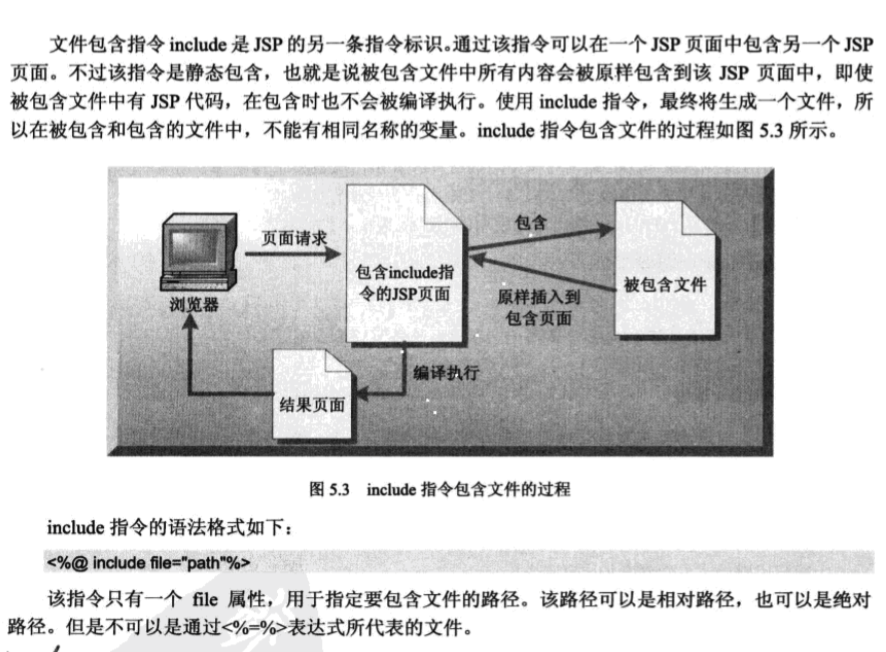 文件包含指令 include 是 JSP 的另一条指令标识。通过该指令可以在一个 JSP 页面中包含另一个 JSP
页面。不过该指令是静态包含，也就是说被包含文件中所有内容会被原样包含到该 JSP 页面中，即使
被包含文件中有 JSP 代码，在包含时也不会被编译执行。使用 include 指令，最终将生成一个文件，所
以在被包含和包含的文件中，不能有相同名称的变量。include 指令包含文件的过程如图 5.3 所示。
页面请求
浏览器
包含include指
令的JSP页面
包含
原样插入到
包含页面
被包含文件
编译执行
结果页面
图 5.3 include 指令包含文件的过程
include 指令的语法格式如下：
<%@ include file="path"%>
该指令只有一个 file 属性，用于指定要包含文件的路径。该路径可以是相对路径，也可以是绝对
路径。但是不可以是通过<%=%>表达式所代表的文件。